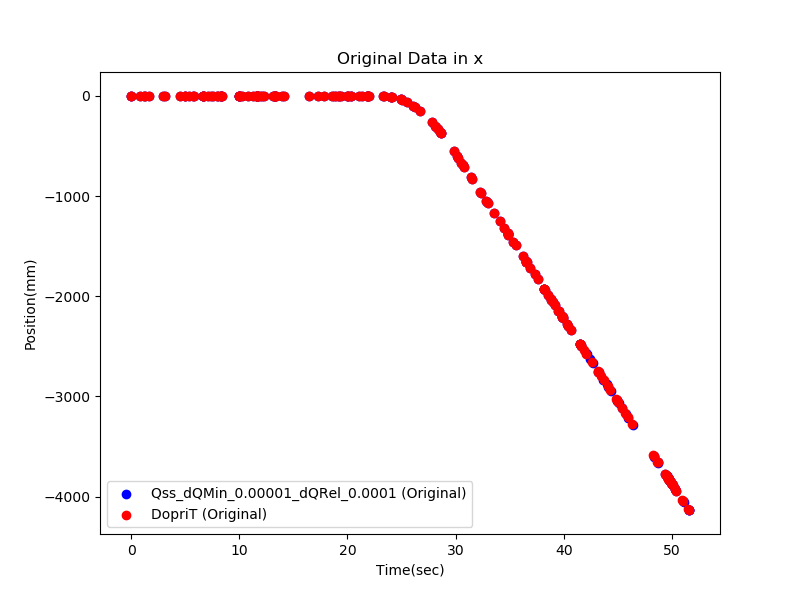 Original Data in x
0
−1000
−2000
−3000
−4000
Position(mm)
Qss_dQMin_0.00001_dQRel_0.0001 (Original)
DopriT (Original)
0 10 20 30 40 50
Time(sec)